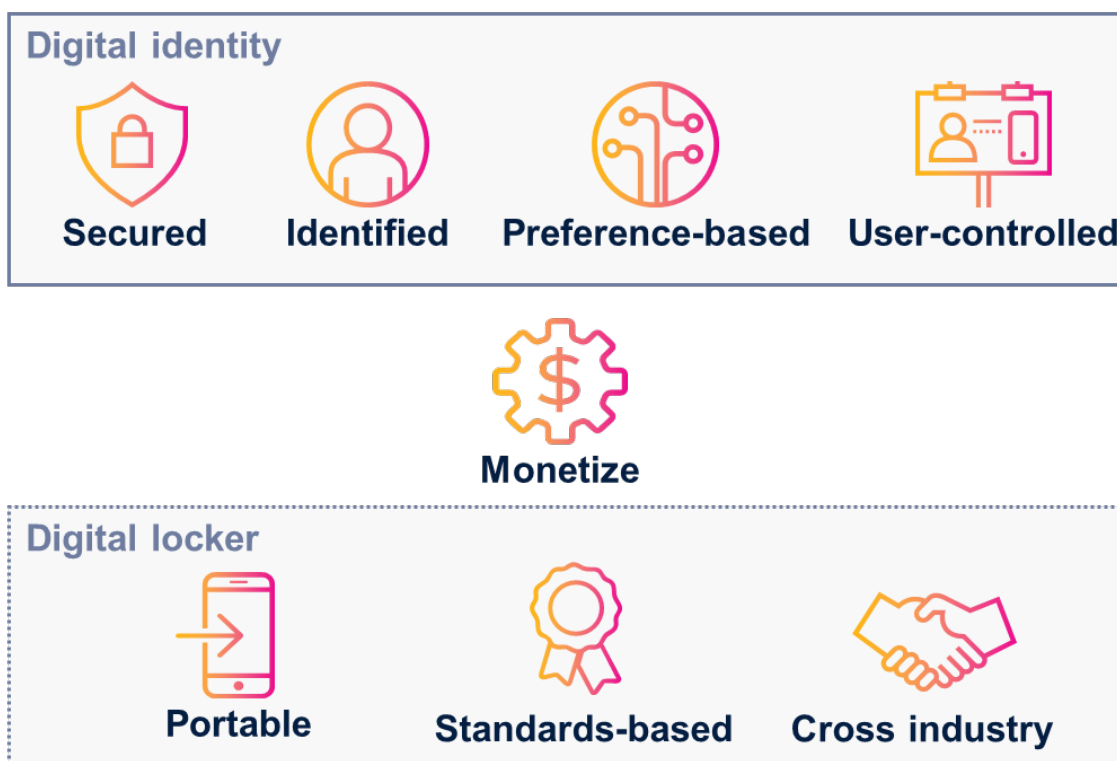 Digital identity
Secured Identified Preference-based User-controlled
$
Monetize
Digital locker
Portable Standards-based Cross industry